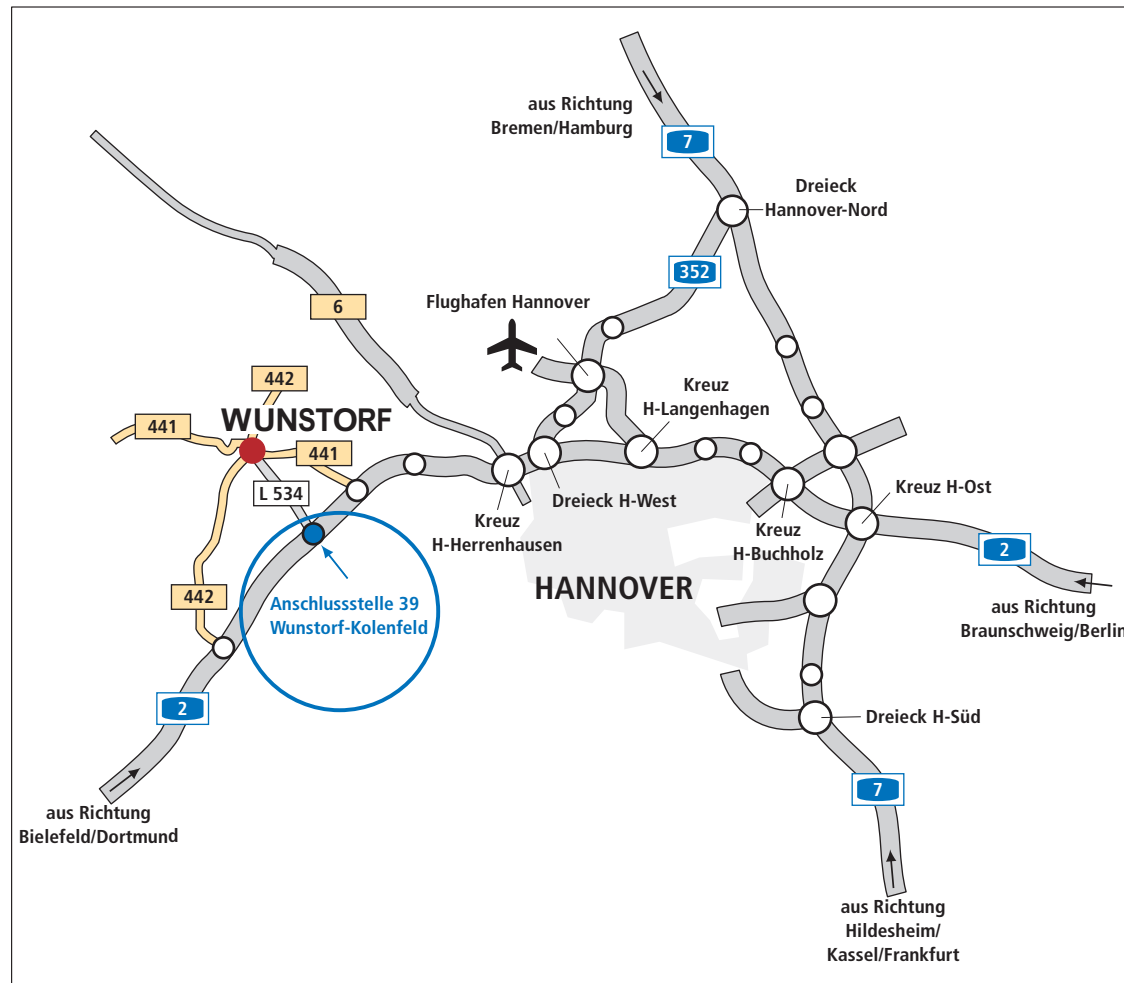 aus Richtung
Bremen/Hamburg
7
Dreieck
Hannover-Nord
352
Flughafen Hannover
6
442
Kreuz
H-Langenhagen
WUNSTORF
441
441
L 534
Dreieck H-West
Kreuz H-Ost
Kreuz
H-Herrenhausen
Kreuz
H-Buchholz
2
HANNOVER
442
Anschlussstelle 39
Wunstorf-Kolenfeld
aus Richtung
Braunschweig/Berlin
2
Dreieck H-Süd
7
aus Richtung
Bielefeld/Dortmund
aus Richtung
Hildesheim/
Kassel/Frankfurt